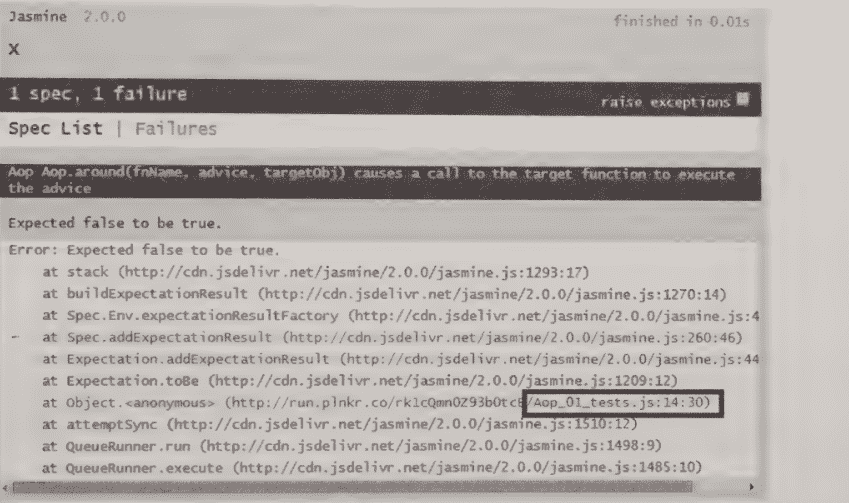 Jasmine 2.0.0
finished in 0.01s
X
1 spec, 1 failure
raise exceptions
Spec List | Failures
Aop Aop.around(fnName, advice, targetObj) causes a call to the target function to execute
the advice
Expected false to be true.
Error: Expected false to be true.
at stack (http://cdn.jsdelivr.net/jasmine/2.0.0/jasmine.js:1293:17)
at buildExpectationResult (http://cdn.jsdelivr.net/jasmine/2.0.0/jasmine.js:1270:14)
at Spec.Env.expectationResultFactory (http://cdn.jsdelivr.net/jasmine/2.0.0/jasmine.js:4
at Spec.addExpectationResult (http://cdn.jsdelivr.net/jasmine/2.0.0/jasmine.js:260:46)
at Expectation.addExpectationResult (http://cdn.jsdelivr.net/jasmine/2.0.0/jasmine.js:44
at Expectation.toBe (http://cdn.jsdelivr.net/jasmine/2.0.0/jasmine.js:1209:12)
at Object.<anonymous> (http://run.plnkr.co/rk1cQmn0Z93bOtcE/Aop_01_tests.js:14:30)
at attemptSync (http://cdn.jsdelivr.net/jasmine/2.0.0/jasmine.js:1510:12)
at QueueRunner.run (http://cdn.jsdelivr.net/jasmine/2.0.0/jasmine.js:1498:9)
at QueueRunner.execute (http://cdn.jsdelivr.net/jasmine/2.0.0/jasmine.js:1485:10)